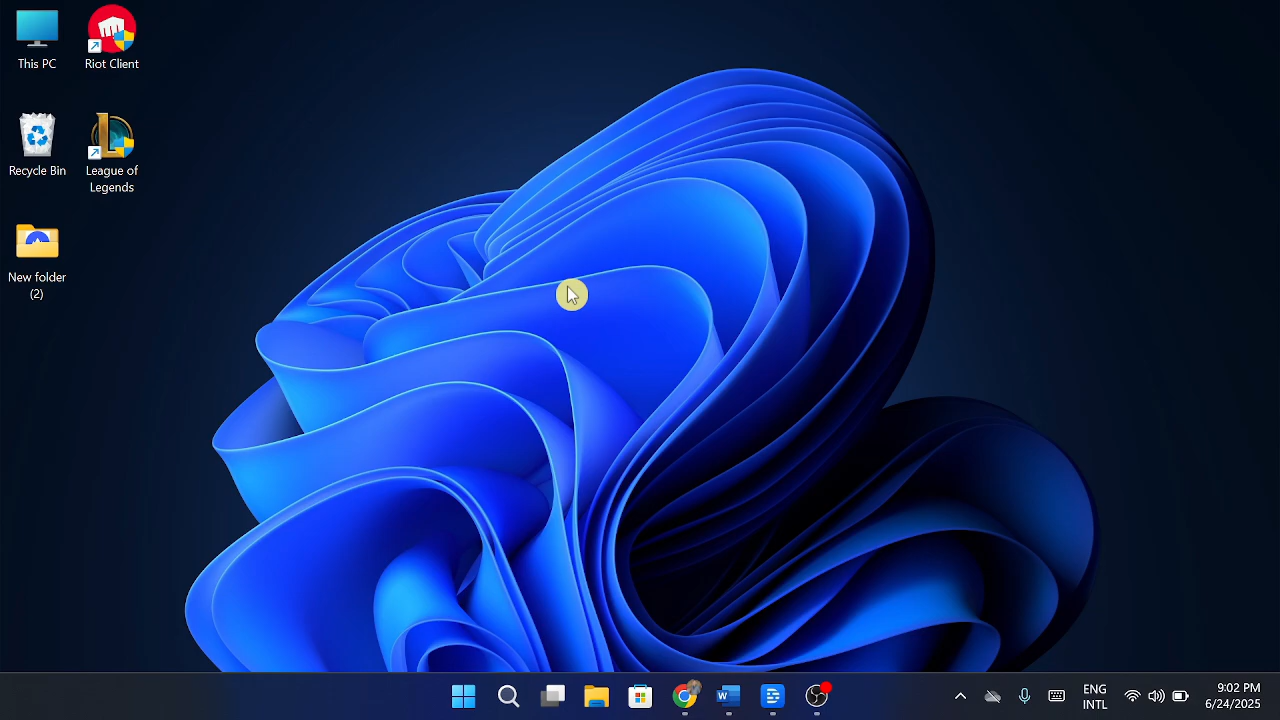 This PC
Riot Client
Recycle Bin
League of
Legends
New folder
(2)
W
ENG
INTL
9:02 PM
6/24/2025